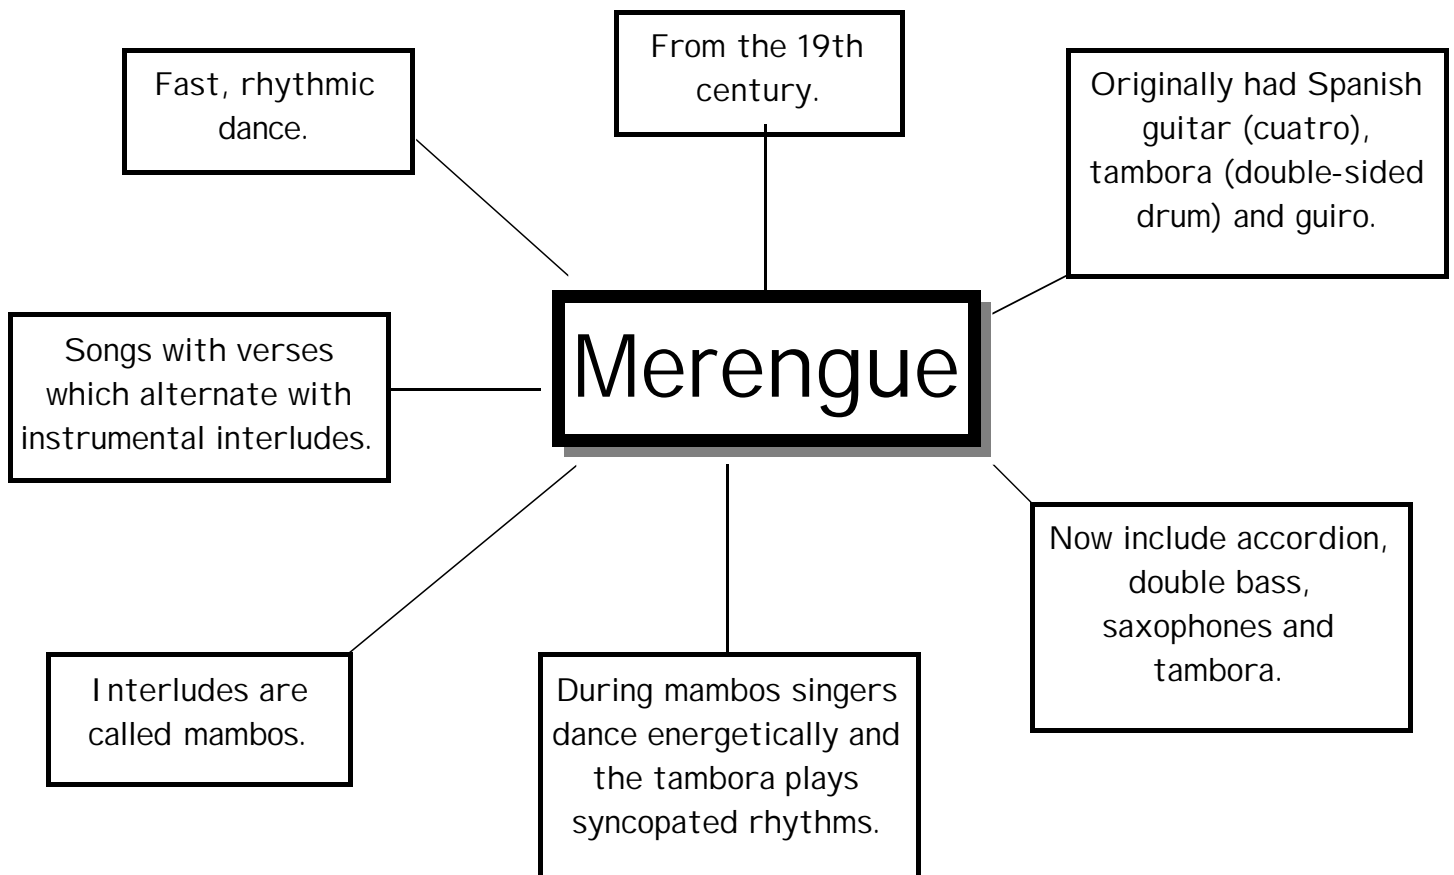 From the 19th
century.
Fast, rhythmic
dance.
Originally had Spanish
guitar (cuatro),
tambora (double-sided
drum) and guiro.
Merengue
Songs with verses
which alternate with
instrumental interludes.
Now include accordion,
double bass,
saxophones and
tambora.
Interludes are
called mambos.
During mambos singers
dance energetically and
the tambora plays
syncopated rhythms.